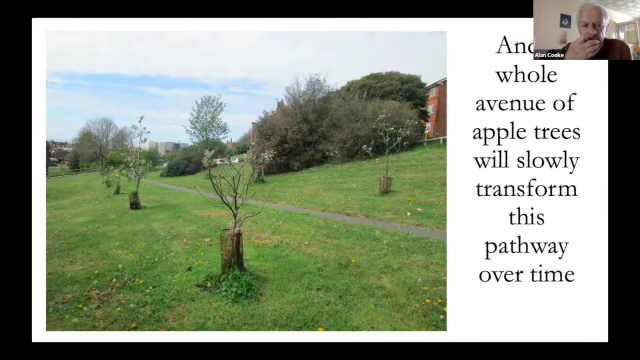 And
whole
avenue of
apple trees
will slowly
transform
this
pathway
over time
Alan Cooke